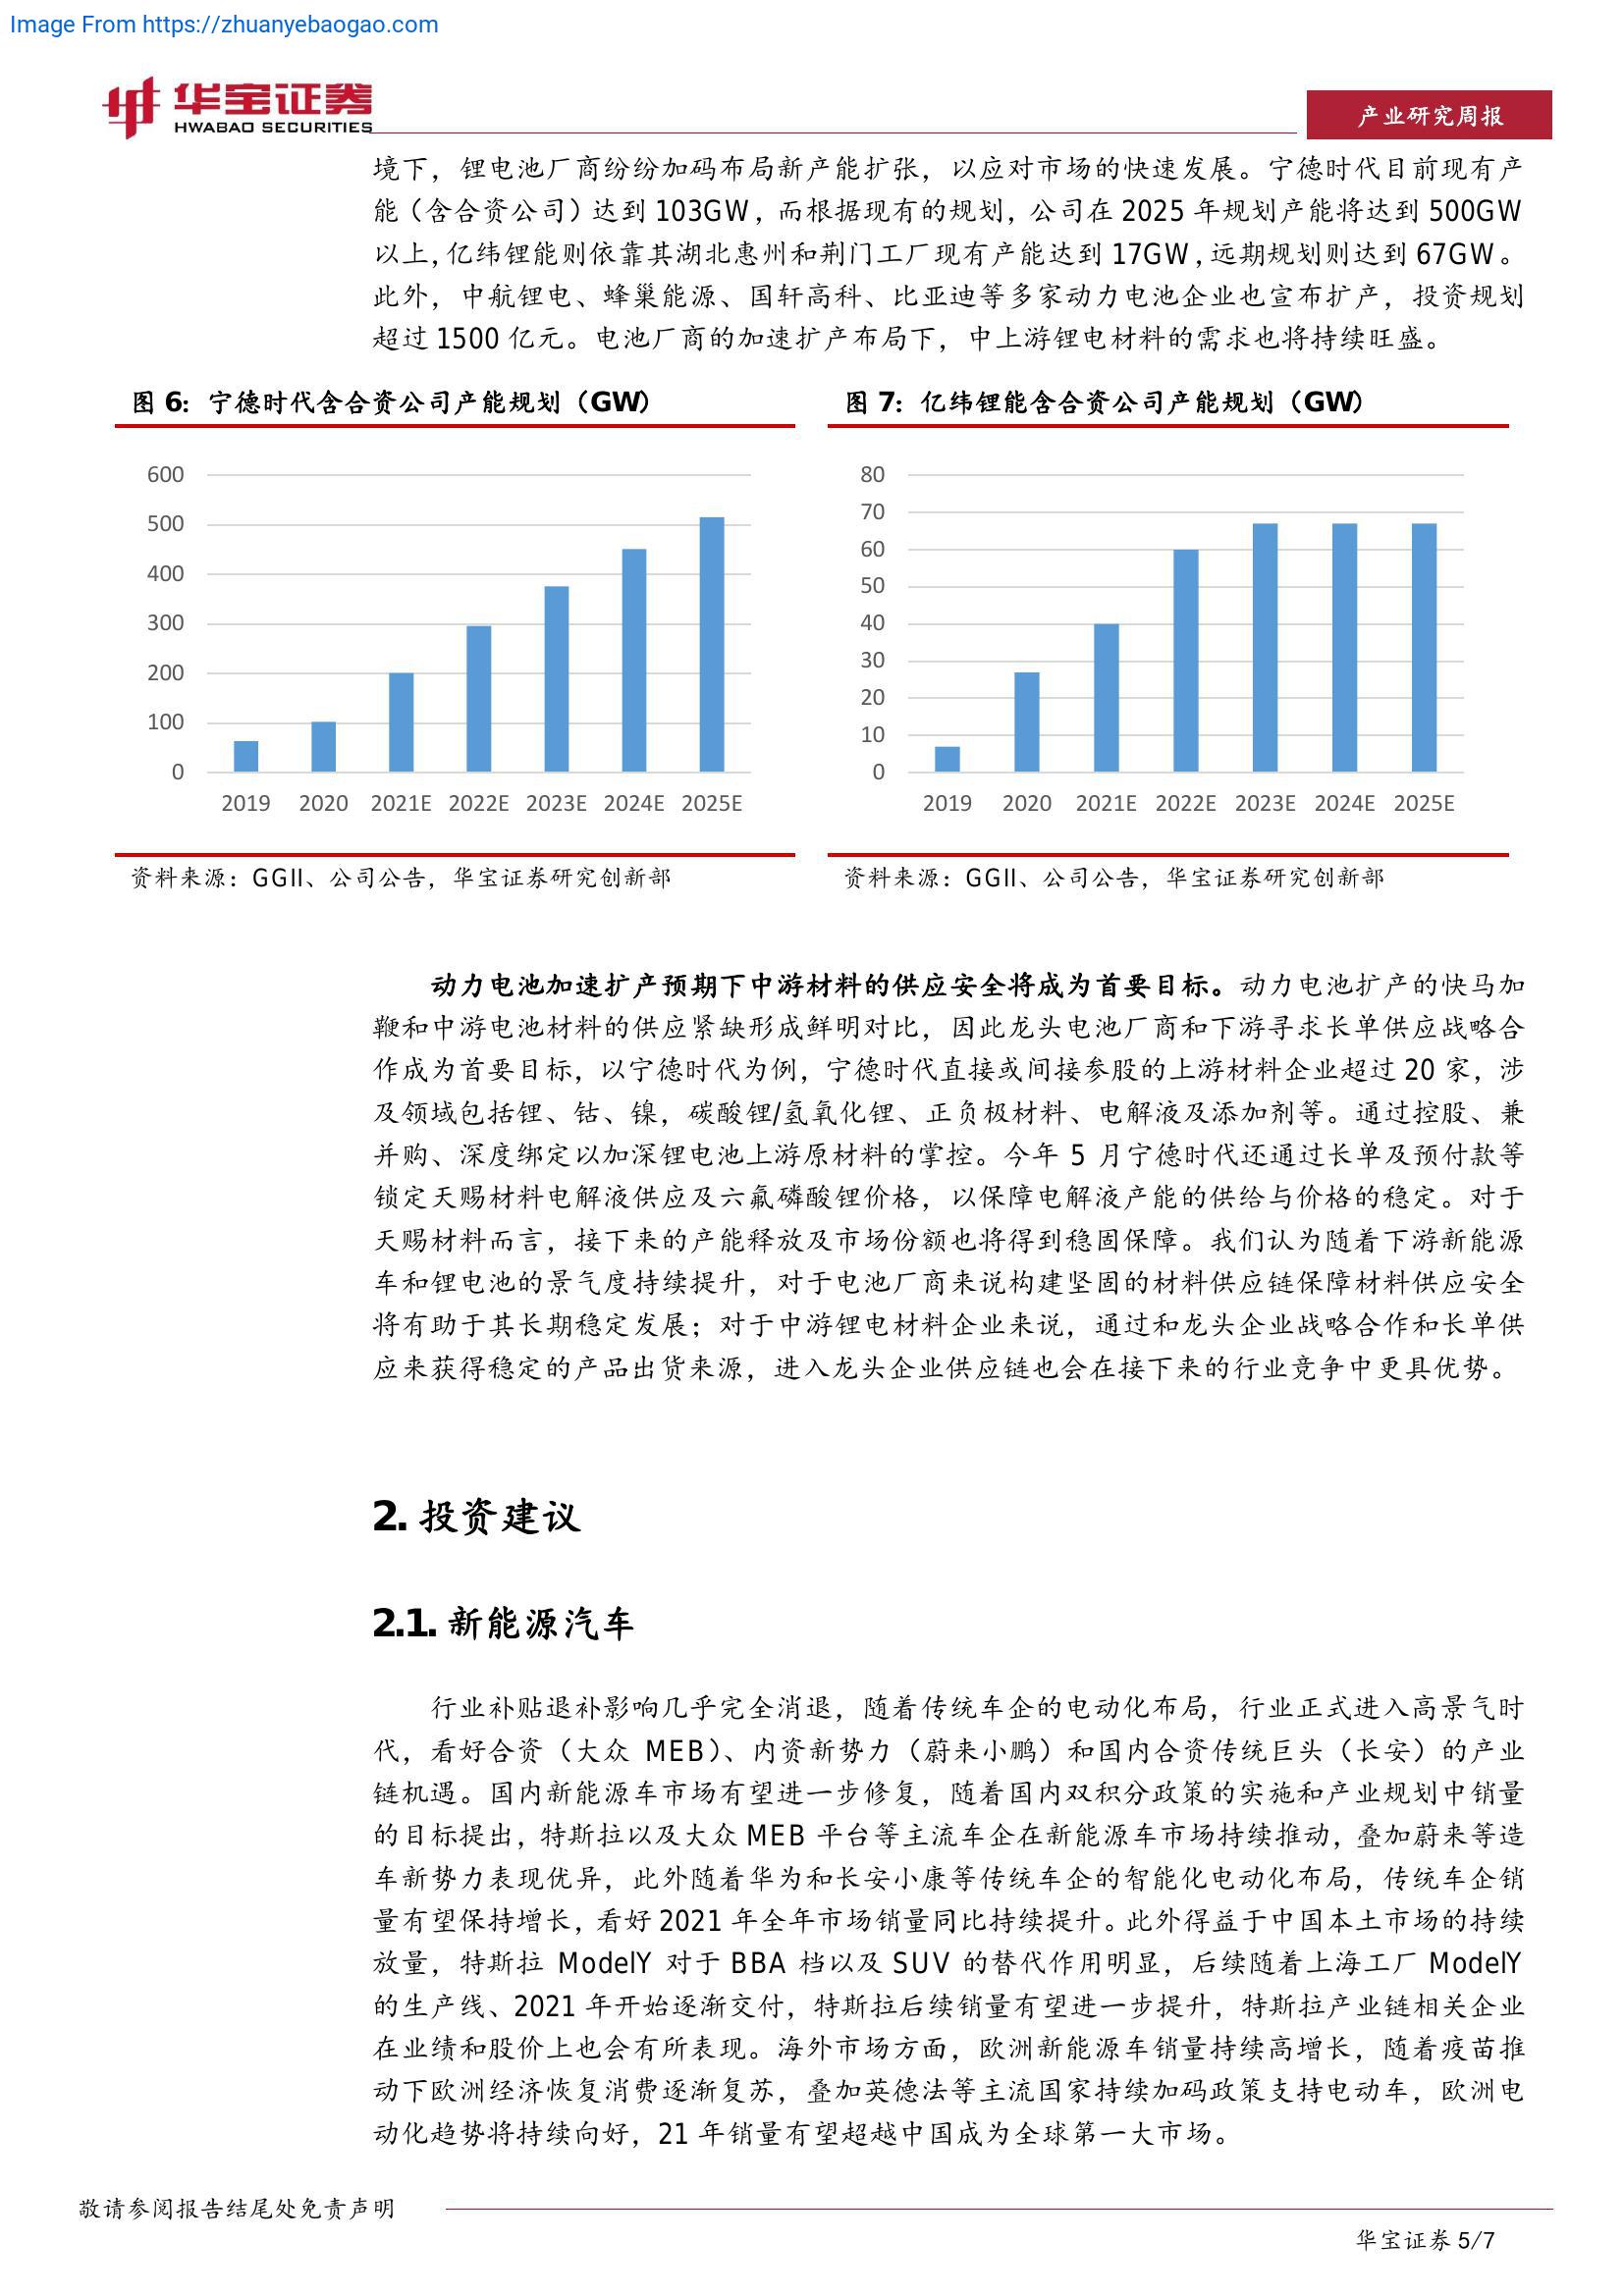 Image From https://zhuanyebaogao.com
华宝证券
HWABAO SECURITIES
产业研究周报
境下，锂电池厂商纷纷加码布局新产能扩张，以应对市场的快速发展。宁德时代目前现有产
能（含合资公司）达到 103GW，而根据现有的规划，公司在 2025 年规划产能将达到 500GW
以上，亿纬锂能则依靠其湖北惠州和荆门工厂现有产能达到 17GW，远期规划则达到 67GW。
此外，中航锂电、蜂巢能源、国轩高科、比亚迪等多家动力电池企业也宣布扩产，投资规划
超过 1500 亿元。电池厂商的加速扩产布局下，中上游锂电材料的需求也将持续旺盛。
图 6：宁德时代含合资公司产能规划（GW）
600
500
400
300
200
100
0
2019 2020 2021E 2022E 2023E 2024E 2025E
资料来源：GGII、公司公告，华宝证券研究创新部
图 7：亿纬锂能含合资公司产能规划（GW）
80
70
60
50
40
30
20
10
0
2019 2020 2021E 2022E 2023E 2024E 2025E
资料来源：GGII、公司公告，华宝证券研究创新部
动力电池加速扩产预期下中游材料的供应安全将成为首要目标。动力电池扩产的快马加
鞭和中游电池材料的供应紧缺形成鲜明对比，因此龙头电池厂商和下游寻求长单供应战略合
作成为首要目标，以宁德时代为例，宁德时代直接或间接参股的上游材料企业超过 20 家，涉
及领域包括锂、钴、镍，碳酸锂/氢氧化锂、正负极材料、电解液及添加剂等。通过控股、兼
并购、深度绑定以加深锂电池上游原材料的掌控。今年 5 月宁德时代还通过长单及预付款等
锁定天赐材料电解液供应及六氟磷酸锂价格，以保障电解液产能的供给与价格的稳定。对于
天赐材料而言，接下来的产能释放及市场份额也将得到稳固保障。我们认为随着下游新能源
车和锂电池的景气度持续提升，对于电池厂商来说构建坚固的材料供应链保障材料供应安全
将有助于其长期稳定发展；对于中游锂电材料企业来说，通过和龙头企业战略合作和长单供
应来获得稳定的产品出货来源，进入龙头企业供应链也会在接下来的行业竞争中更具优势。
2. 投资建议
2.1. 新能源汽车
行业补贴退补影响几乎完全消退，随着传统车企的电动化布局，行业正式进入高景气时
代，看好合资（大众 MEB）、内资新势力（蔚来小鹏）和国内合资传统巨头（长安）的产业
链机遇。国内新能源车市场有望进一步修复，随着国内双积分政策的实施和产业规划中销量
的目标提出，特斯拉以及大众 MEB 平台等主流车企在新能源车市场持续推动，叠加蔚来等造
车新势力表现优异，此外随着华为和长安小康等传统车企的智能化电动化布局，传统车企销
量有望保持增长，看好 2021 年全年市场销量同比持续提升。此外得益于中国本土市场的持续
放量，特斯拉 ModelY 对于 BBA 档以及 SUV 的替代作用明显，后续随着上海工厂 ModelY
的生产线、2021 年开始逐渐交付，特斯拉后续销量有望进一步提升，特斯拉产业链相关企业
在业绩和股价上也会有所表现。海外市场方面，欧洲新能源车销量持续高增长，随着疫苗推
动下欧洲经济恢复消费逐渐复苏，叠加英德法等主流国家持续加码政策支持电动车，欧洲电
动化趋势将持续向好，21 年销量有望超越中国成为全球第一大市场。
敬请参阅报告结尾处免责声明
华宝证券 5/7